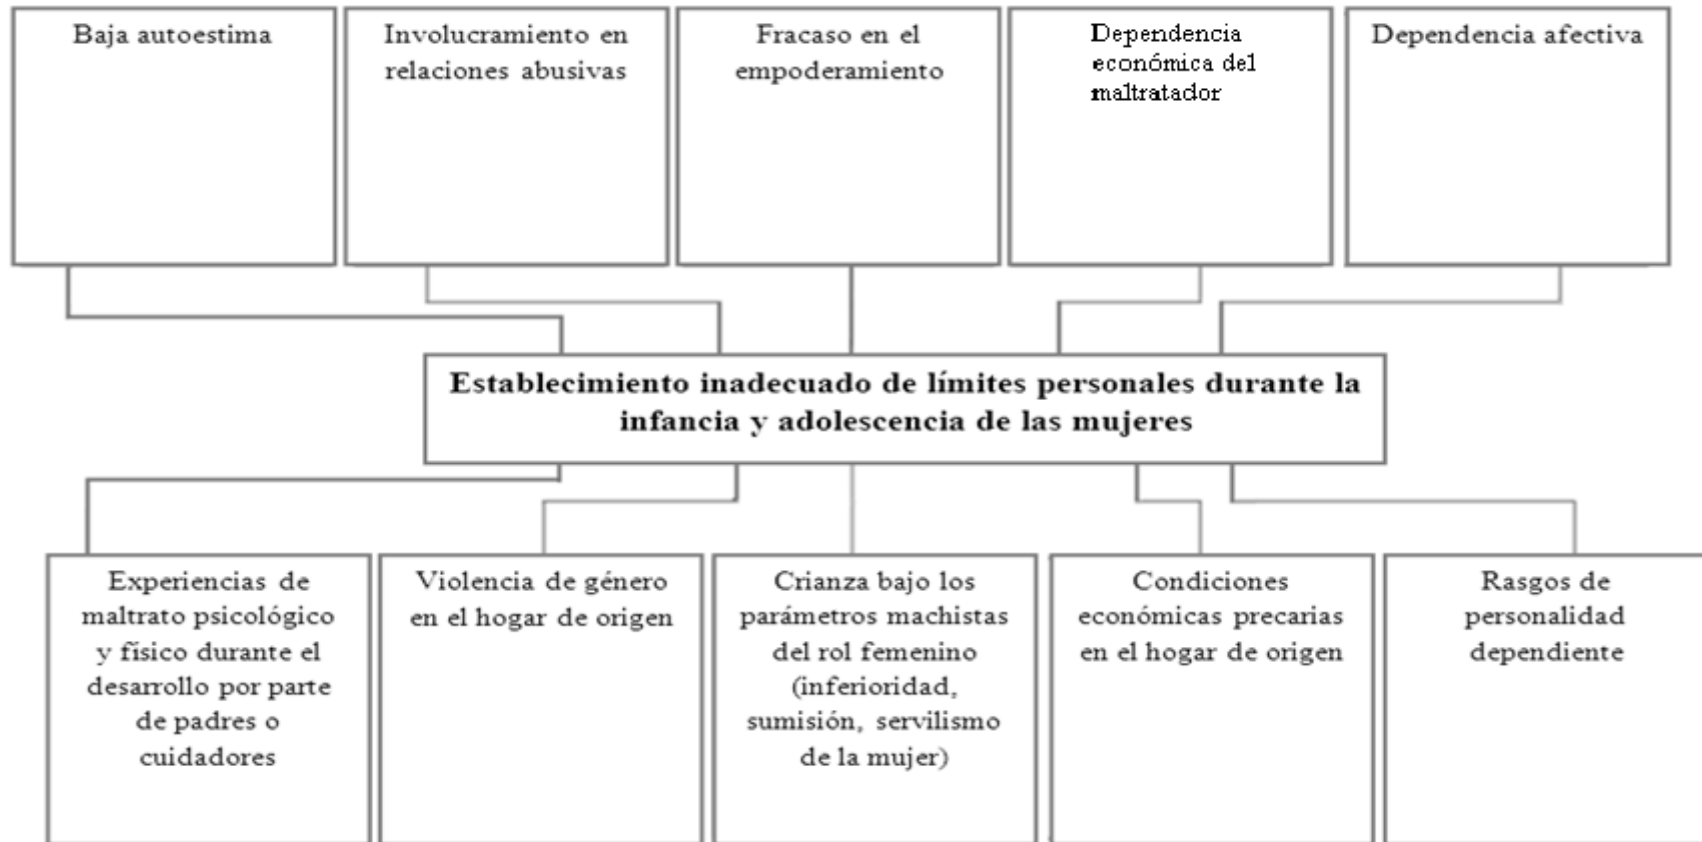 Baja autoestima
Involucramiento en
relaciones abusivas
Fracaso en el
empoderamiento
Dependencia
económica del
maltratador
Dependencia afectiva
Establecimiento inadecuado de límites personales durante la
infancia y adolescencia de las mujeres
Experiencias de
maltrato psicológico
y físico durante el
desarrollo por parte
de padres o
cuidadores
Violencia de género
en el hogar de origen
Crianza bajo los
parámetros machistas
del rol femenino
(inferioridad,
sumisión, servilismo
de la mujer)
Condiciones
económicas precarias
en el hogar de origen
Rasgos de
personalidad
dependiente